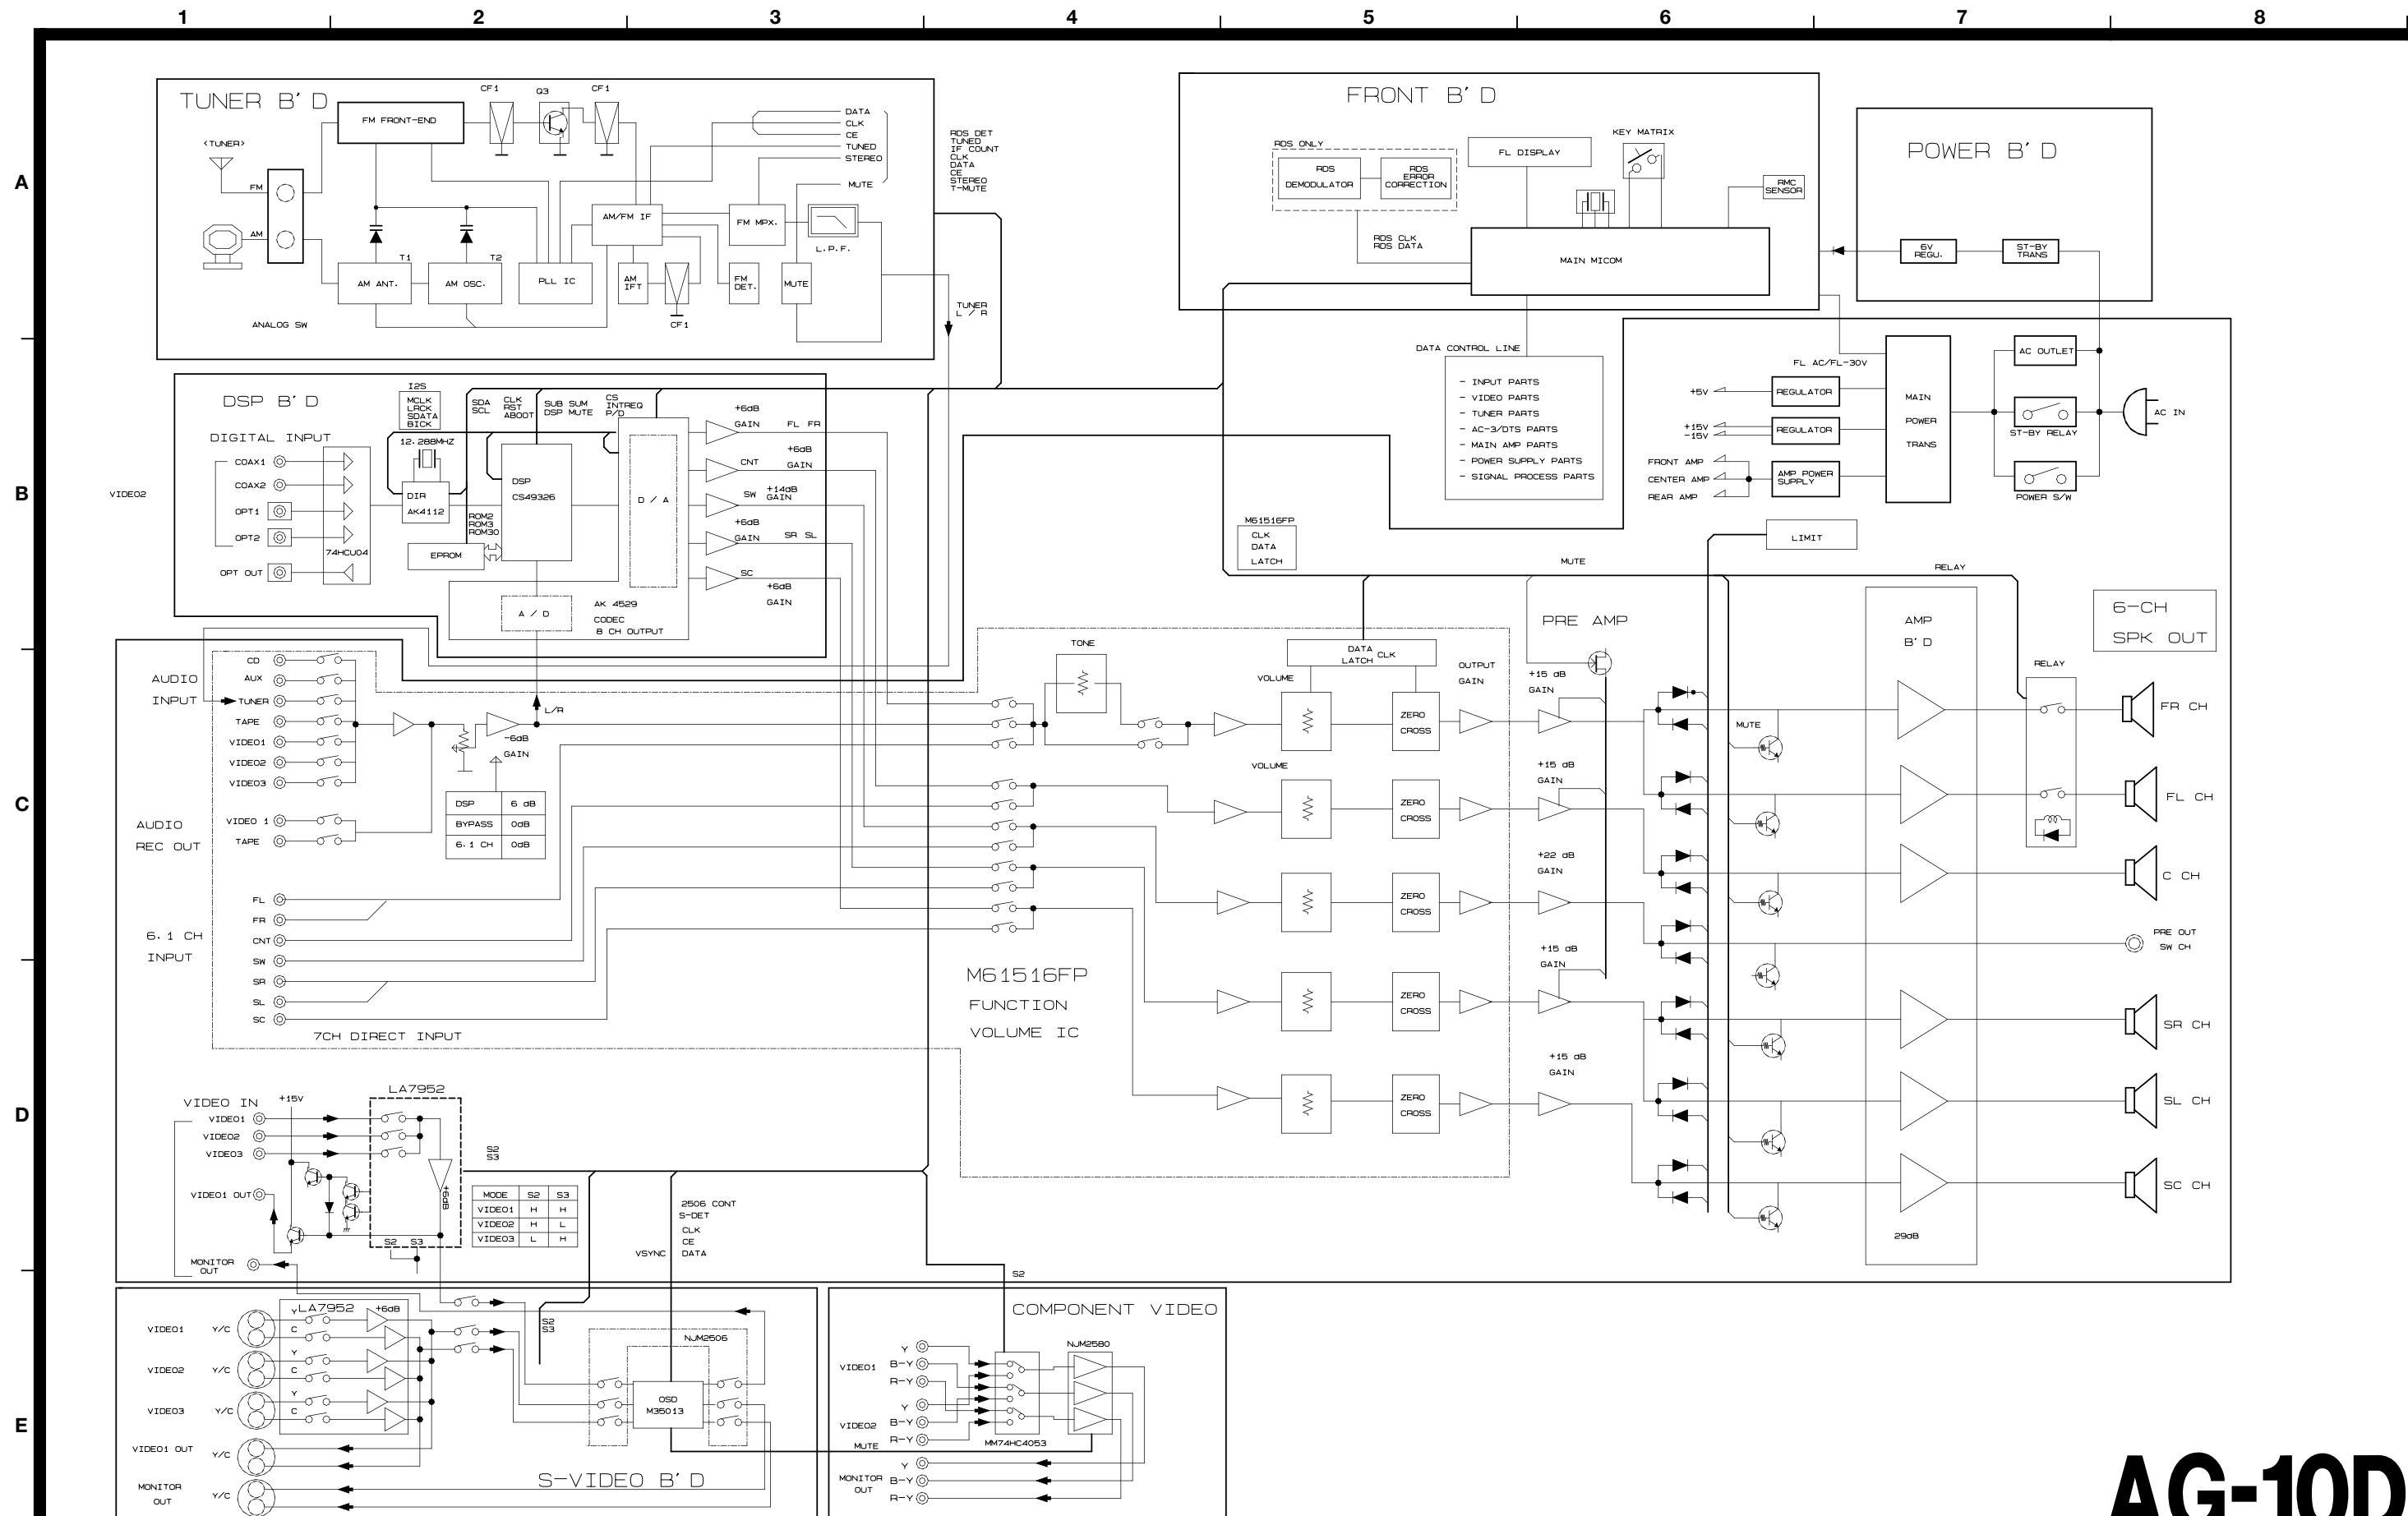 1 2 3 4 5 6 7 8
A
B
C
D
E
TUNER B'D
<TUNER>
FM
AM
FM FRONT-END
CF1
Q3
CF1
DATA
CLK
CE
TUNED
STEREO
MUTE
AM/FM IF
FM MPX.
L.P.F.
T1
T2
AM ANT.
AM OSC.
PLL IC
AM
IFT
CF1
FM
DET.
MUTE
ANALOG SW
RDS DET
TUNED
IF COUNT
CLK
DATA
CE
STEREO
T-MUTE
TUNER
L / R
FRONT B'D
RDS ONLY
RDS
DEMODULATOR
RDS
ERROR
CORRECTION
FL DISPLAY
KEY MATRIX
RMC
SENSOR
RDS CLK
RDS DATA
MAIN MICOM
POWER B'D
6V
REGU.
ST-BY
TRANS
DATA CONTROL LINE
- INPUT PARTS
- VIDEO PARTS
- TUNER PARTS
- AC-3/DTS PARTS
- MAIN AMP PARTS
- POWER SUPPLY PARTS
- SIGNAL PROCESS PARTS
FL AC/FL-30V
+5V
REGULATOR
+15V
-15V
REGULATOR
FRONT AMP
CENTER AMP
REAR AMP
AMP POWER
SUPPLY
MAIN
POWER
TRANS
AC OUTLET
ST-BY RELAY
POWER S/W
AC IN
DSP B'D
DIGITAL INPUT
COAX1
COAX2
OPT1
OPT2
OPT OUT
74HCU04
VIDEO2
I2S
MCLK
LRCK
SDATA
BICK
12.288MHZ
DIR
AK4112
SDA
SCL
CLK
RST
ABOOT
SUB SUM
DSP MUTE
CS
INTREQ
P/D
DSP
CS49326
ROM2
ROM3
ROM30
EPROM
D / A
A / D
AK 4529
CODEC
8 CH OUTPUT
+6dB
GAIN
FL FR
CNT
+6dB
GAIN
SW
+14dB
GAIN
+6dB
GAIN
SR SL
SC
+6dB
GAIN
M61516FP
CLK
DATA
LATCH
MUTE
LIMIT
RELAY
PRE AMP
AMP
B'D
6-CH
SPK OUT
RELAY
AUDIO
INPUT
CD
AUX
TUNER
TAPE
VIDEO1
VIDEO2
VIDEO3
AUDIO
REC OUT
VIDEO 1
TAPE
L/R
-6dB
GAIN
DSP 6 dB
BYPASS 0dB
6.1 CH 0dB
6.1 CH
INPUT
FL
FR
CNT
SW
SR
SL
SC
7CH DIRECT INPUT
TONE
DATA
LATCH CLK
VOLUME
VOLUME
OUTPUT
GAIN
ZERO
CROSS
ZERO
CROSS
ZERO
CROSS
ZERO
CROSS
ZERO
CROSS
M61516FP
FUNCTION
VOLUME IC
+15 dB
GAIN
+15 dB
GAIN
+22 dB
GAIN
+15 dB
GAIN
+15 dB
GAIN
MUTE
29dB
FR CH
FL CH
C CH
PRE OUT
SW CH
SR CH
SL CH
SC CH
VIDEO IN
+15V
LA7952
VIDEO1
VIDEO2
VIDEO3
VIDEO1 OUT
MONITOR
OUT
+6dB
S2 S3
S2
S3
MODE S2 S3
VIDEO1 H H
VIDEO2 H L
VIDEO3 L H
VSYNC
2506 CONT
S-DET
CLK
CE
DATA
S2
LA7952
+6dB
VIDEO1 Y/C
Y
C
VIDEO2 Y/C
Y
C
VIDEO3 Y/C
Y
C
VIDEO1 OUT Y/C
MONITOR
OUT
Y/C
S2
S3
NJM2506
OSD
M35013
S-VIDEO B'D
COMPONENT VIDEO
VIDEO1
Y
B-Y
R-Y
VIDEO2
Y
B-Y
R-Y
MUTE
MM74HC4053
NJM2580
MONITOR
OUT
Y
B-Y
R-Y
AG-10D